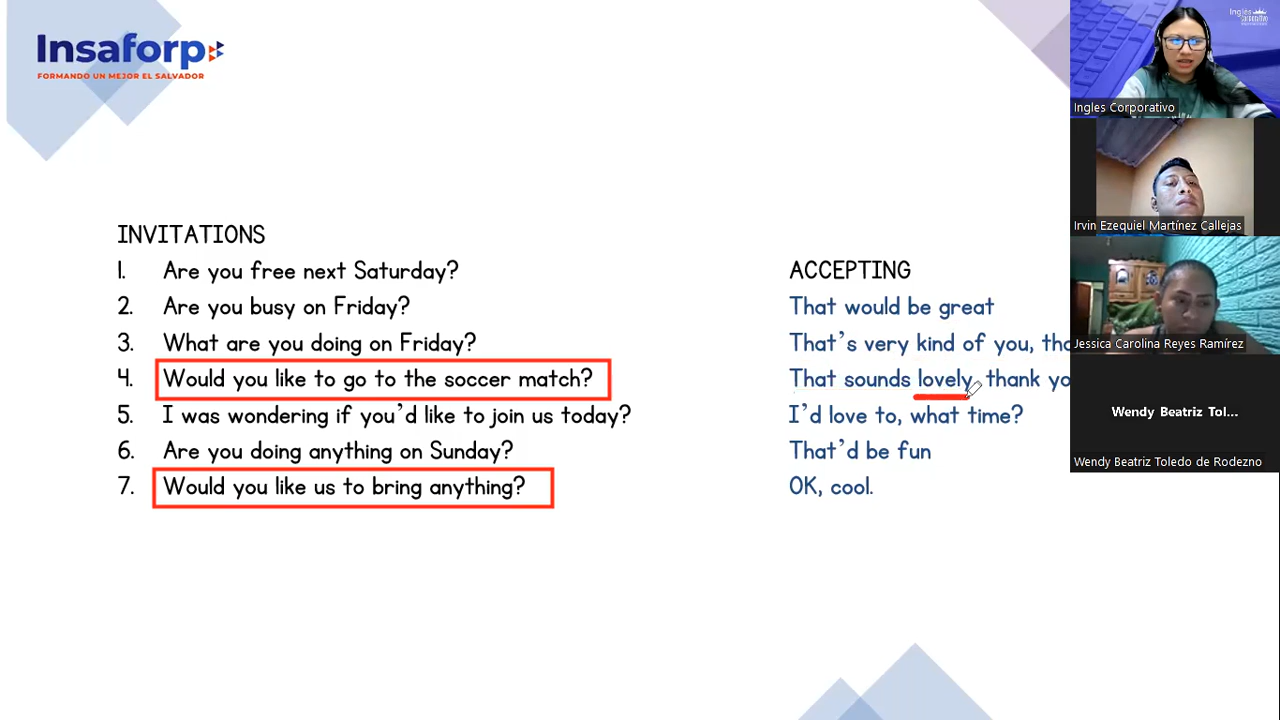 Insaforp
FORMANDO UN MEJOR EL SALVADOR
INVITATIONS
1. Are you free next Saturday?
2. Are you busy on Friday?
3. What are you doing on Friday?
4. Would you like to go to the soccer match?
5. I was wondering if you'd like to join us today?
6. Are you doing anything on Sunday?
7. Would you like us to bring anything?
ACCEPTING
That would be great
That's very kind of you,
That sounds lovely, thank
I'd love to, what time?
That'd be fun
OK, cool.
Ingles Corporativo
Irvin Ezequiel Martínez Callejas
Jessica Carolina Reyes Ramírez
Wendy Beatriz Tol...
Wendy Beatriz Toledo de Rodezno